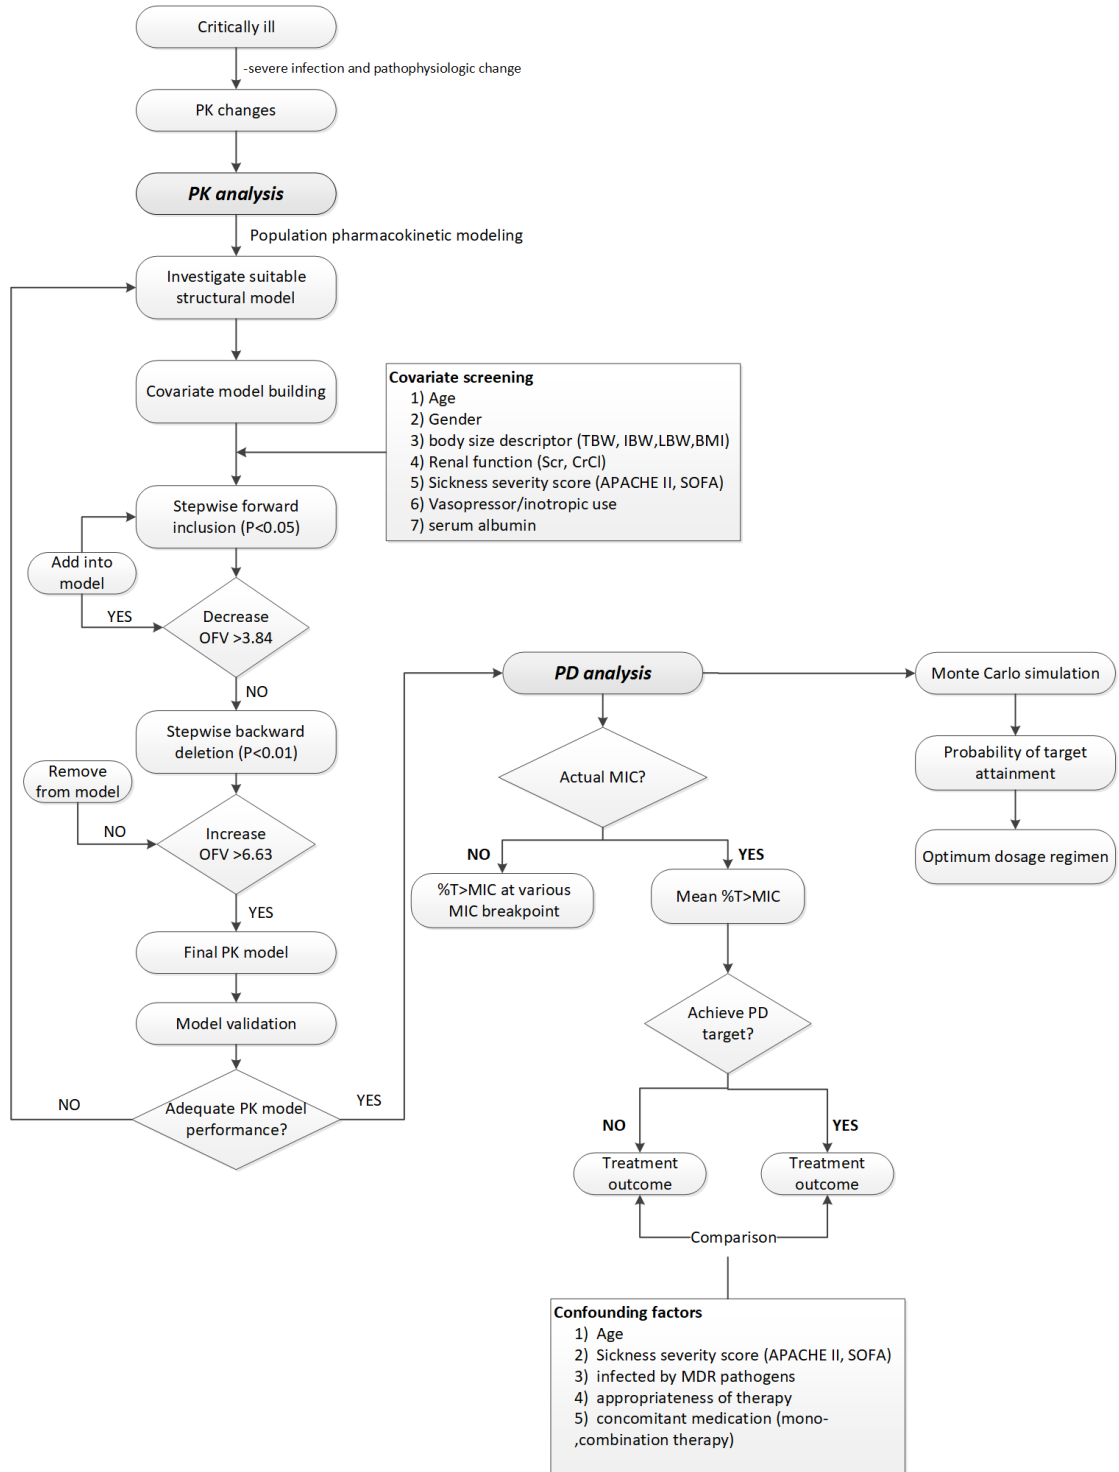 Critically ill
-severe infection and pathophysiologic change
PK changes
PK analysis
Population pharmacokinetic modeling
Investigate suitable
structural model
Covariate model building
Covariate screening
1) Age
2) Gender
3) body size descriptor (TBW, IBW,LBW,BMI)
4) Renal function (Scr, CrCl)
5) Sickness severity score (APACHE II, SOFA)
6) Vasopressor/inotropic use
7) serum albumin
Stepwise forward
inclusion (P<0.05)
Add into
model
YES
Decrease
OFV >3.84
NO
Stepwise backward
deletion (P<0.01)
Remove
from model
NO
Increase
OFV>6.63
YES
Final PK model
Model validation
Adequate PK model
performance?
NO
YES
PD analysis
Actual MIC?
NO
YES
%T>MIC at various
MIC breakpoint
Mean %T>MIC
Achieve PD
target?
NO
YES
Treatment
outcome
Treatment
outcome
Comparison
Confounding factors
1) Age
2) Sickness severity score (APACHE II, SOFA)
3) infected by MDR pathogens
4) appropriateness of therapy
5) concomitant medication (mono-
,combination therapy)
Monte Carlo simulation
Probability of target
attainment
Optimum dosage regimen